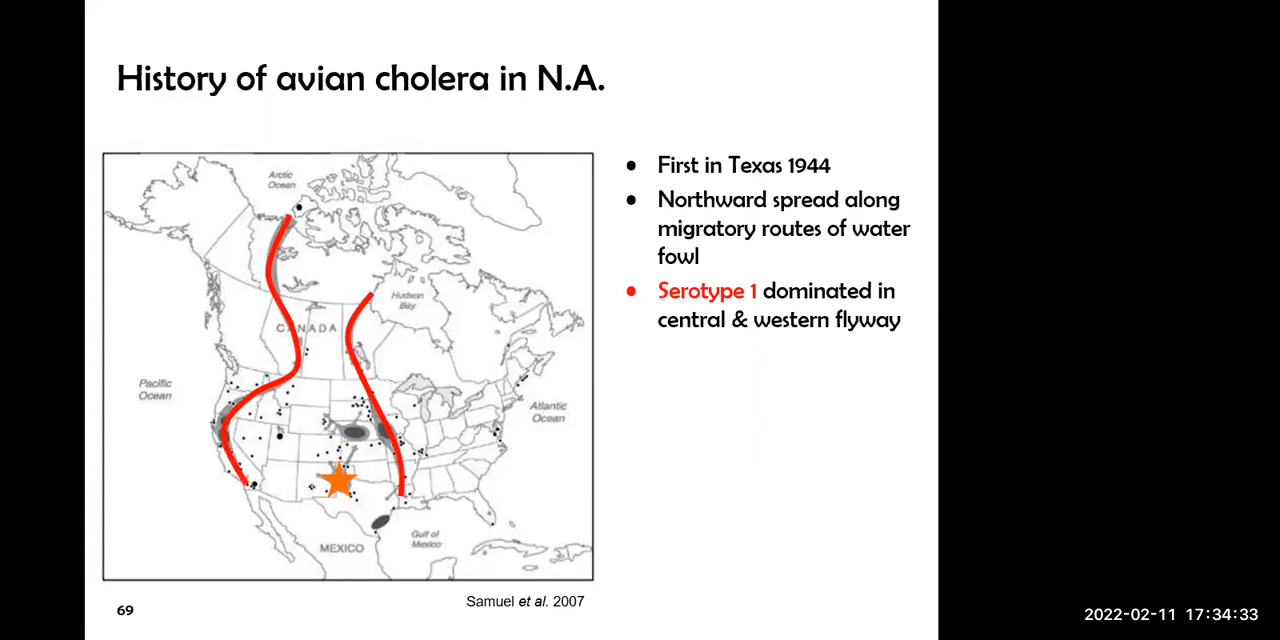 History of avian cholera in N.A.
Arctic
Ocean
Hudson
Bay
CANADA
Pacific
Ocean
Atlantic
Ocean
Gulf of
Mexico
MEXICO
• First in Texas 1944
• Northward spread along
migratory routes of water
fowl
• Serotype 1 dominated in
central & western flyway
Samuel et al. 2007
69
2022-02-11 17:34:33